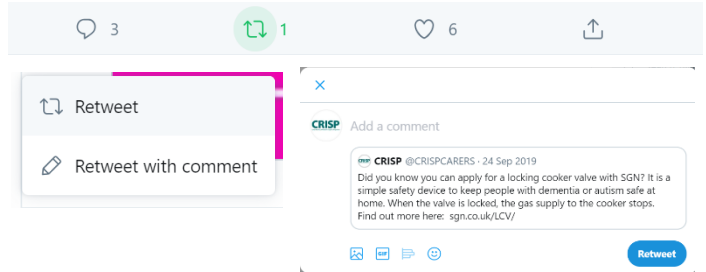 3 1 6
Retweet
Retweet with comment
CRISP Add a comment
CRISP @CRISPCARERS · 24 Sep 2019
Did you know you can apply for a locking cooker valve with SGN? It is a
simple safety device to keep people with dementia or autism safe at
home. When the valve is locked, the gas supply to the cooker stops.
Find out more here: sgn.co.uk/LCV/
GIF Retweet